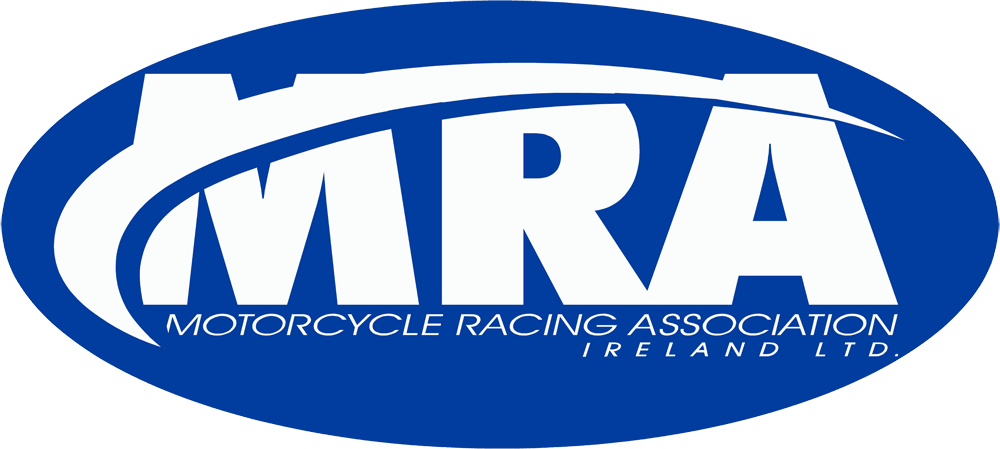 MRA
MOTORCYCLE RACING ASSOCIATION
IRELAND LTD.